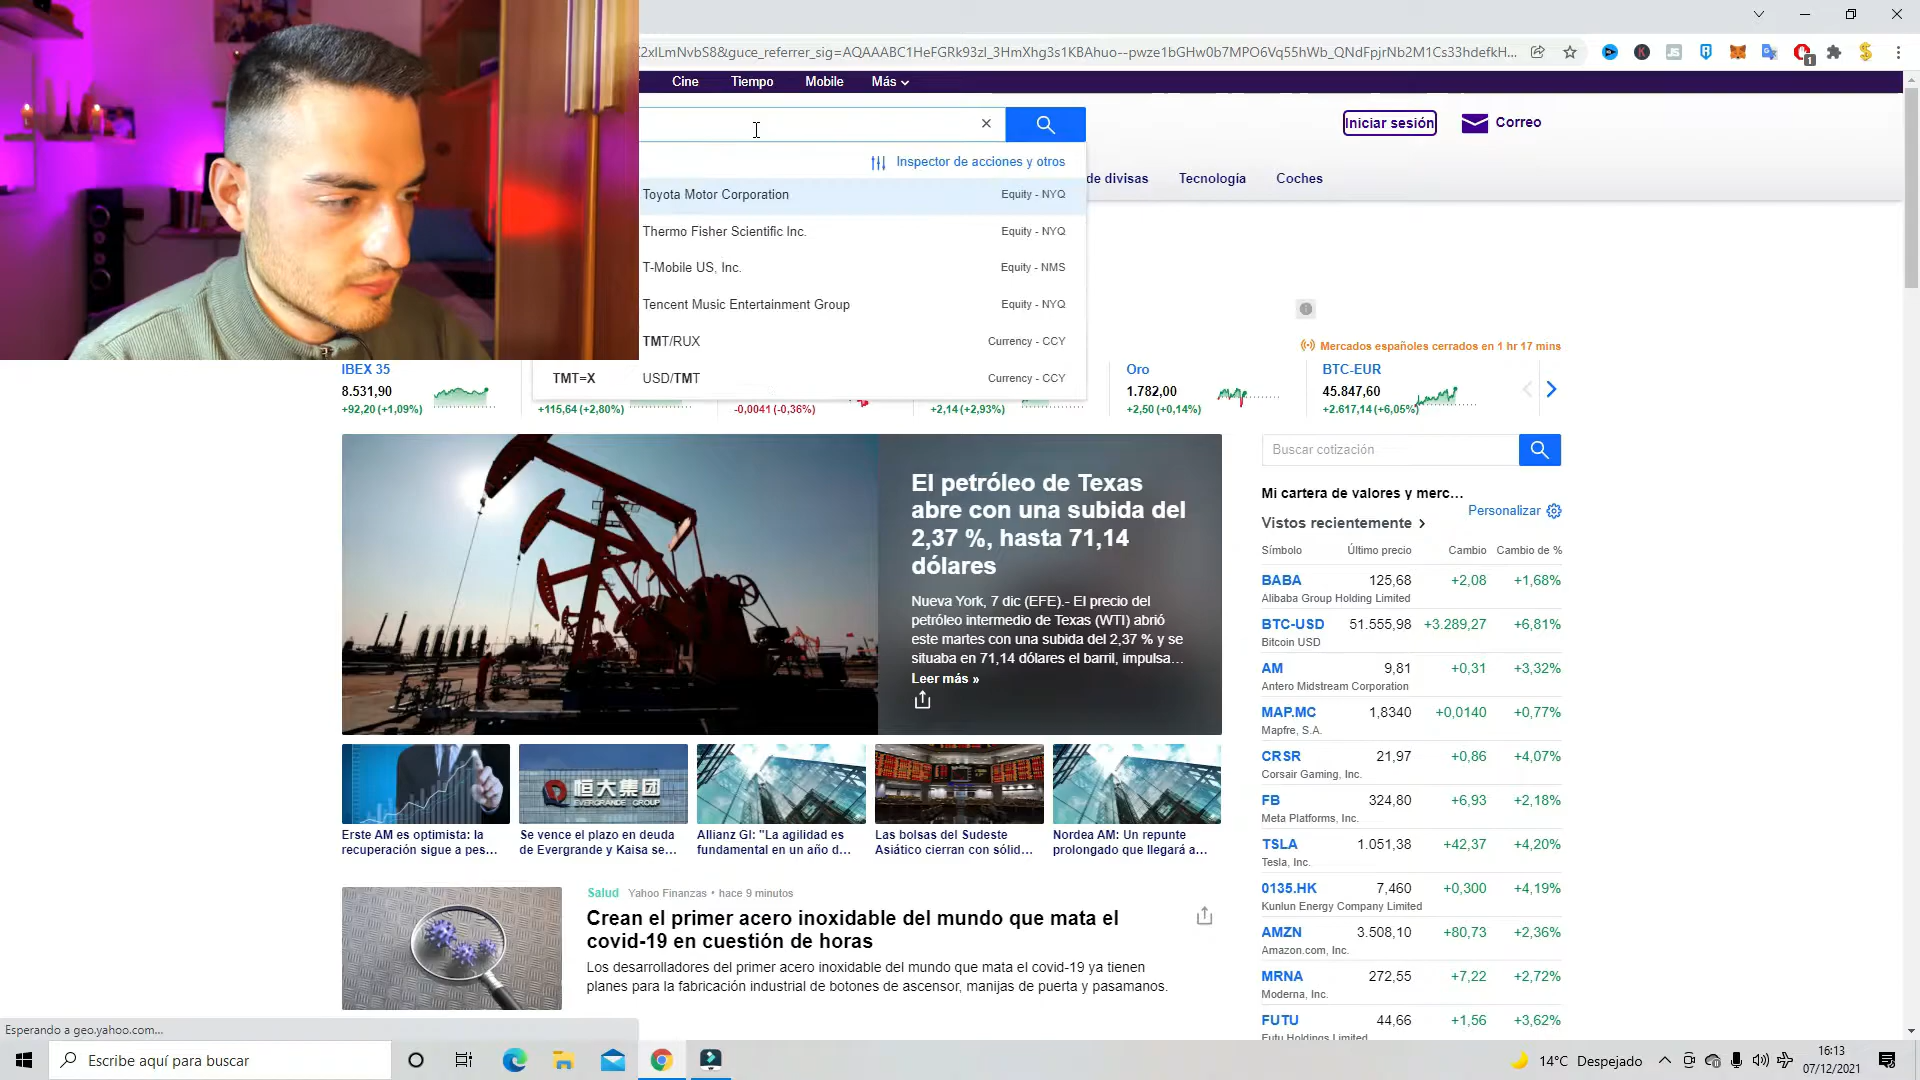 X2xlLmNvbS8&guce_referrer_sig=AQAAABC1HeFGRk93zl_3HmXhg3s1KBAhuo--pwze1bGHw0b7MPO6Vq55hWb_QNdFpjrNb2M1Cs33hdefkH...
1
Cine Tiempo Mobile Más
Iniciar sesión Correo
Inspector de acciones y otros
de divisas Tecnología Coches
Toyota Motor Corporation Equity - NYQ
Thermo Fisher Scientific Inc. Equity - NYQ
T-Mobile US, Inc. Equity - NMS
Tencent Music Entertainment Group Equity - NYQ
TMT/RUX Currency - CCY
TMT=X USD/TMT Currency - CCY
Mercados españoles cerrados en 1 hr 17 mins
IBEX 35 Oro BTC-EUR
8.531,90 1.782,00 45.847,60
+92,20 (+1,09%) +115,64 (+2,80%) -0,0041 (-0,36%) +2,14 (+2,93%) +2,50 (+0,14%) +2.617,14 (+6,05%)
El petróleo de Texas
abre con una subida del
2,37 %, hasta 71,14
dólares
Nueva York, 7 dic (EFE).- El precio del
petróleo intermedio de Texas (WTI) abrió
este martes con una subida del 2,37 % y se
situaba en 71,14 dólares el barril, impulsa...
Leer más »
恒大集团
EVERGRANDE GROUP
Erste AM es optimista: la
recuperación sigue a pes...
Se vence el plazo en deuda
de Evergrande y Kaisa se...
Allianz GI: "La agilidad es
fundamental en un año d...
Las bolsas del Sudeste
Asiático cierran con sólid...
Nordea AM: Un repunte
prolongado que llegará a...
Salud Yahoo Finanzas • hace 9 minutos
Crean el primer acero inoxidable del mundo que mata el
covid-19 en cuestión de horas
Los desarrolladores del primer acero inoxidable del mundo que mata el covid-19 ya tienen
planes para la fabricación industrial de botones de ascensor, manijas de puerta y pasamanos.
Buscar cotización
Mi cartera de valores y merc...
Personalizar
Vistos recientemente
Símbolo Último precio Cambio Cambio de %
BABA 125,68 +2,08 +1,68%
Alibaba Group Holding Limited
BTC-USD 51.555,98 +3.289,27 +6,81%
Bitcoin USD
AM 9,81 +0,31 +3,32%
Antero Midstream Corporation
MAP.MC 1,8340 +0,0140 +0,77%
Mapfre, S.A.
CRSR 21,97 +0,86 +4,07%
Corsair Gaming, Inc.
FB 324,80 +6,93 +2,18%
Meta Platforms, Inc.
TSLA 1.051,38 +42,37 +4,20%
Tesla, Inc.
0135.HK 7,460 +0,300 +4,19%
Kunlun Energy Company Limited
AMZN 3.508,10 +80,73 +2,36%
Amazon.com, Inc.
MRNA 272,55 +7,22 +2,72%
Moderna, Inc.
FUTU 44,66 +1,56 +3,62%
Futu Holdings Limited
Esperando a geo.yahoo.com...
Escribe aquí para buscar
14°C Despejado
16:13
07/12/2021